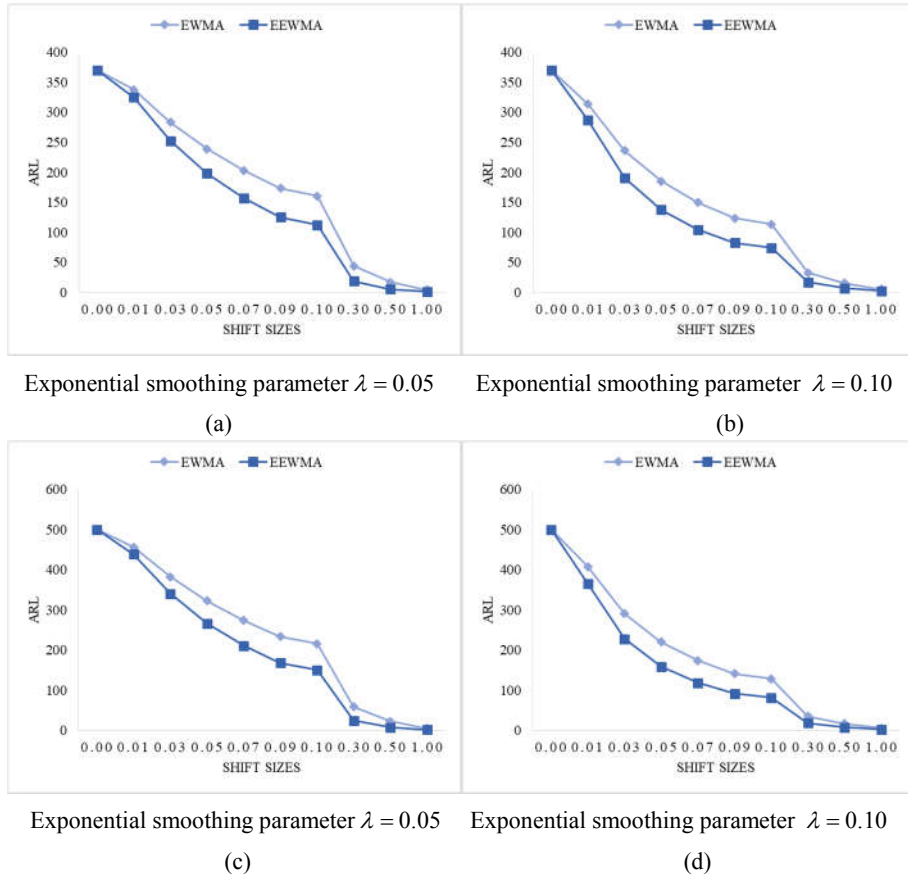 EWMA EEWMA
400
350
300
250
200
150
100
50
0
ARL
0.00 0.01 0.03 0.05 0.07 0.09 0.10 0.30 0.50 1.00
SHIFT SIZES
Exponential smoothing parameter λ = 0.05
(a)
EWMA EEWMA
400
350
300
250
200
150
100
50
0
ARL
0.00 0.01 0.03 0.05 0.07 0.09 0.10 0.30 0.50 1.00
SHIFT SIZES
Exponential smoothing parameter λ = 0.10
(b)
EWMA EEWMA
600
500
400
300
200
100
0
ARL
0.00 0.01 0.03 0.05 0.07 0.09 0.10 0.30 0.50 1.00
SHIFT SIZES
Exponential smoothing parameter λ = 0.05
(c)
EWMA EEWMA
600
500
400
300
200
100
0
ARL
0.00 0.01 0.03 0.05 0.07 0.09 0.10 0.30 0.50 1.00
SHIFT SIZES
Exponential smoothing parameter λ = 0.10
(d)